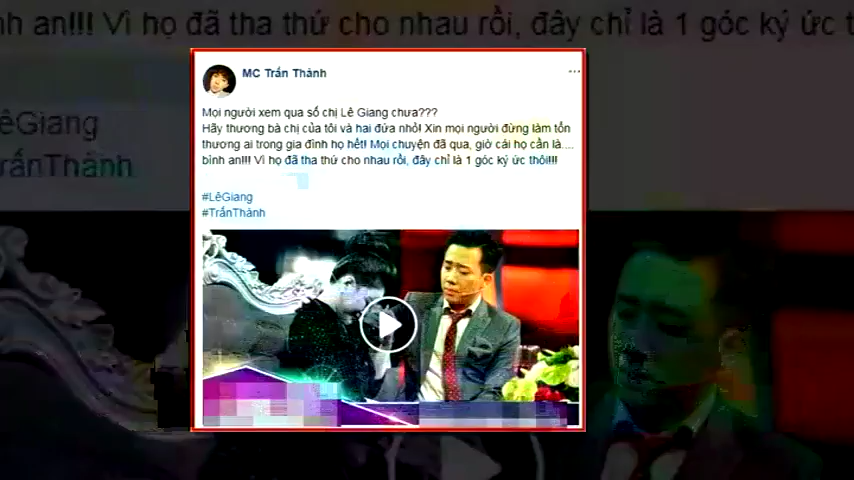 nh an!!! Vì họ đã tha thứ cho nhau rồi, đây chỉ là 1 góc ký ức t
êGiang
rấnThành
MC Trấn Thành
Mọi người xem qua số chị Lê Giang chưa???
Hãy thương bà chị của tôi và hai đứa nhỏ! Xin mọi người đừng làm tổn
thương ai trong gia đình họ hết! Mọi chuyện đã qua, giờ cái họ cần là....
bình an!!! Vì họ đã tha thứ cho nhau rồi, đây chỉ là 1 góc ký ức thôi!!!
#LêGiang
#TrấnThành